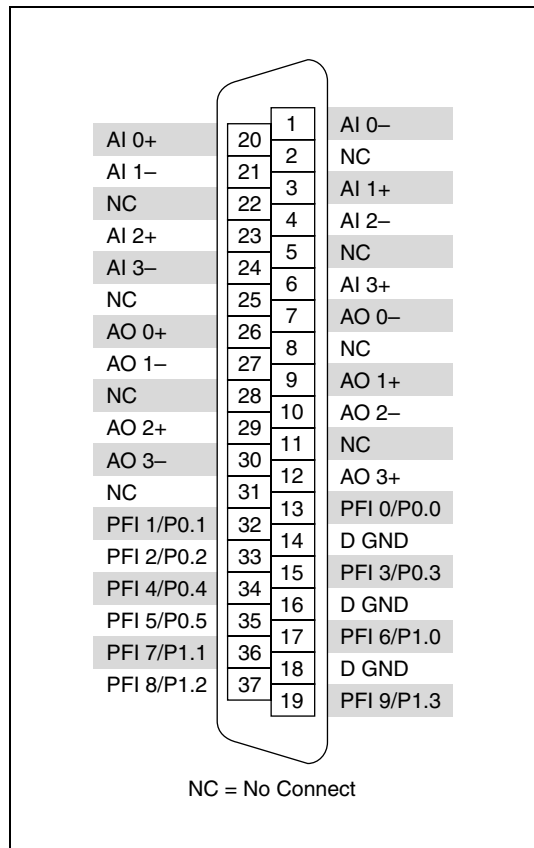 1 AI 0–
AI 0+ 20
2 NC
AI 1– 21
3 AI 1+
NC 22
4 AI 2–
AI 2+ 23
5 NC
AI 3– 24
6 AI 3+
NC 25
7 AO 0–
AO 0+ 26
8 NC
AO 1– 27
9 AO 1+
NC 28
10 AO 2–
AO 2+ 29
11 NC
AO 3– 30
12 AO 3+
NC 31
13 PFI 0/P0.0
PFI 1/P0.1 32
14 D GND
PFI 2/P0.2 33
15 PFI 3/P0.3
PFI 4/P0.4 34
16 D GND
PFI 5/P0.5 35
17 PFI 6/P1.0
PFI 7/P1.1 36
18 D GND
PFI 8/P1.2 37
19 PFI 9/P1.3
NC = No Connect